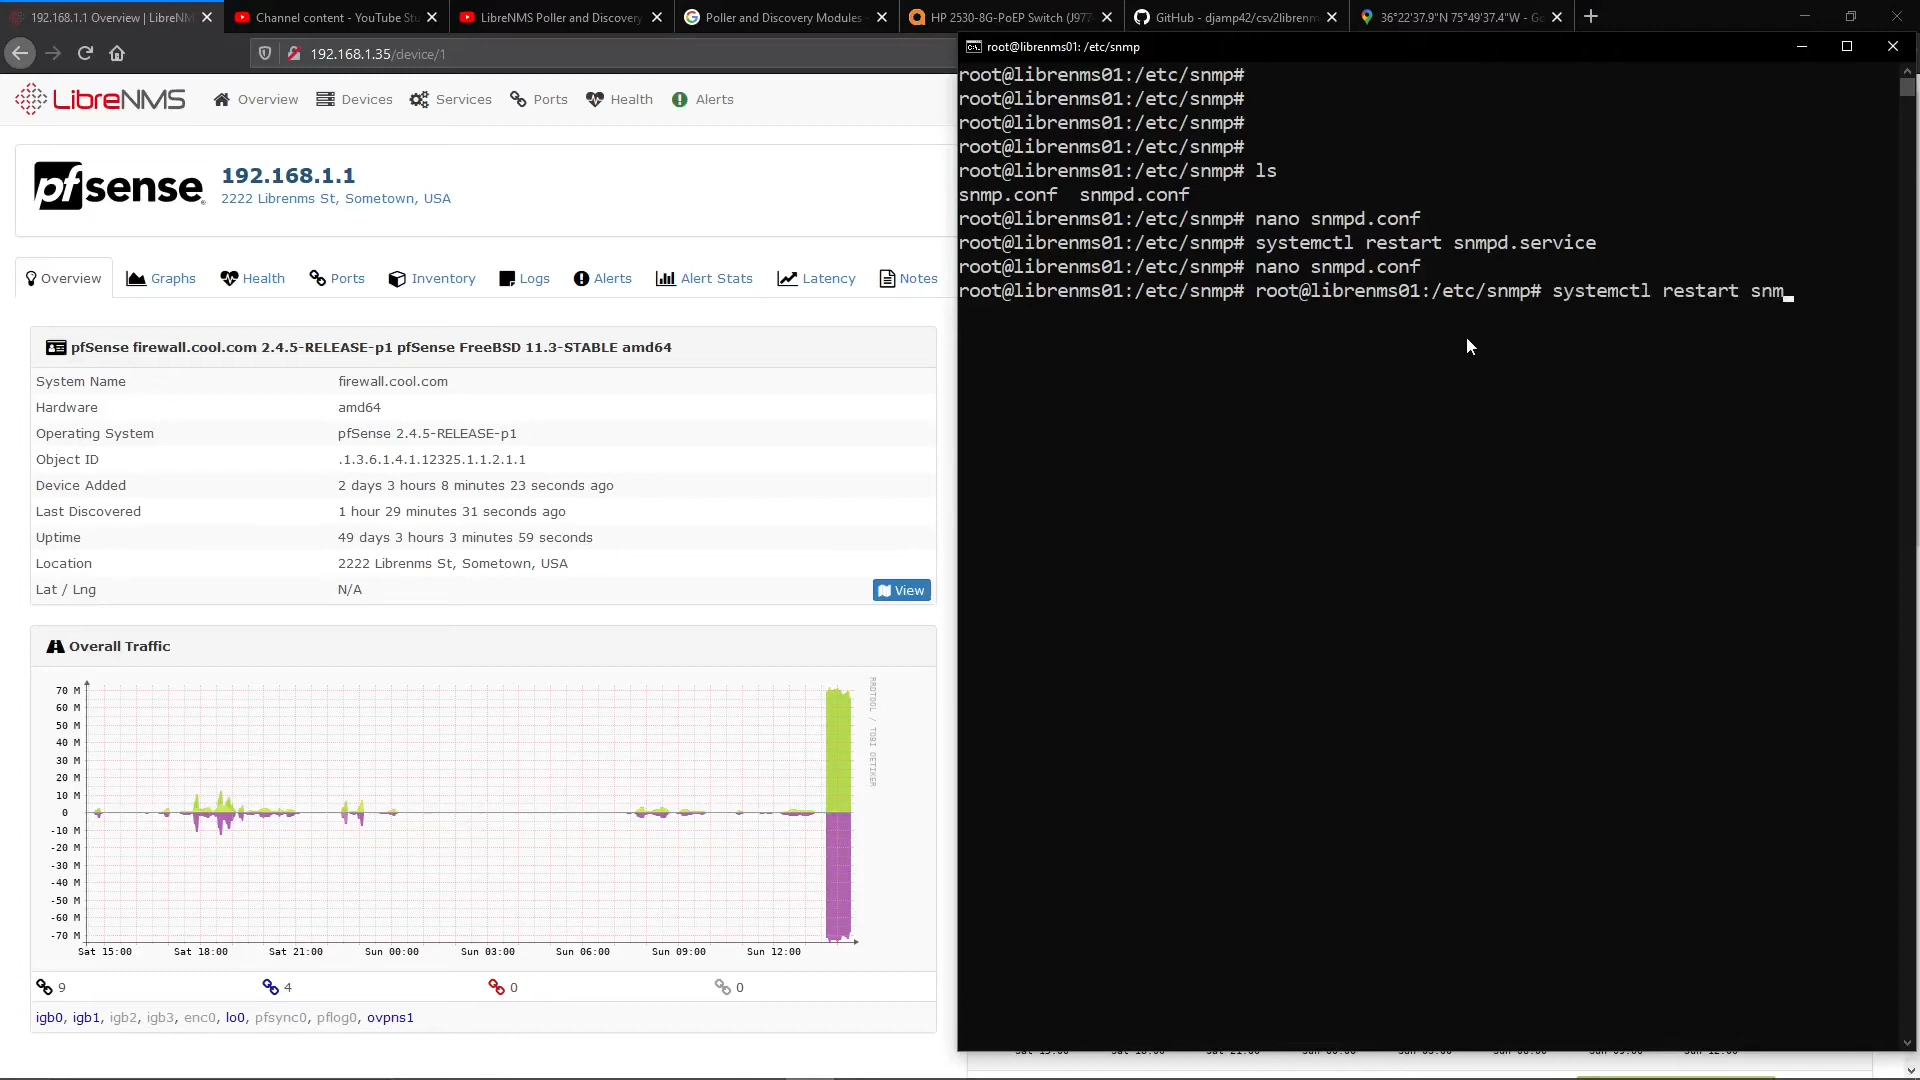 192.168.1.1 Overview | LibreNM
Channel content - YouTube Stu
LibreNMS Poller and Discovery
Poller and Discovery Modules -
HP 2530-8G-PoEP Switch (J977
GitHub - djamp42/csv2librenm
36°22'37.9"N 75°49'37.4"W - Go
192.168.1.35/device/1
LibreNMS
Overview
Devices
Services
Ports
Health
Alerts
pfsense
192.168.1.1
2222 Librenms St, Sometown, USA
Overview
Graphs
Health
Ports
Inventory
Logs
Alerts
Alert Stats
Latency
Notes
pfSense firewall.cool.com 2.4.5-RELEASE-p1 pfSense FreeBSD 11.3-STABLE amd64
System Name firewall.cool.com
Hardware amd64
Operating System pfSense 2.4.5-RELEASE-p1
Object ID .1.3.6.1.4.1.12325.1.1.2.1.1
Device Added 2 days 3 hours 8 minutes 23 seconds ago
Last Discovered 1 hour 29 minutes 31 seconds ago
Uptime 49 days 3 hours 3 minutes 59 seconds
Location 2222 Librenms St, Sometown, USA
Lat / Lng N/A View
Overall Traffic
70 M
60 M
50 M
40 M
30 M
20 M
10 M
0
-10 M
-20 M
-30 M
-40 M
-50 M
-60 M
-70 M
Sat 15:00 Sat 18:00 Sat 21:00 Sun 00:00 Sun 03:00 Sun 06:00 Sun 09:00 Sun 12:00
RRDTOOL / TOBI OETIKER
9 4 0 0
igb0, igb1, igb2, igb3, enc0, lo0, pfsync0, pflog0, ovpns1
root@librenms01: /etc/snmp
root@librenms01:/etc/snmp#
root@librenms01:/etc/snmp#
root@librenms01:/etc/snmp#
root@librenms01:/etc/snmp#
root@librenms01:/etc/snmp# ls
snmp.conf snmpd.conf
root@librenms01:/etc/snmp# nano snmpd.conf
root@librenms01:/etc/snmp# systemctl restart snmpd.service
root@librenms01:/etc/snmp# nano snmpd.conf
root@librenms01:/etc/snmp# root@librenms01:/etc/snmp# systemctl restart snm